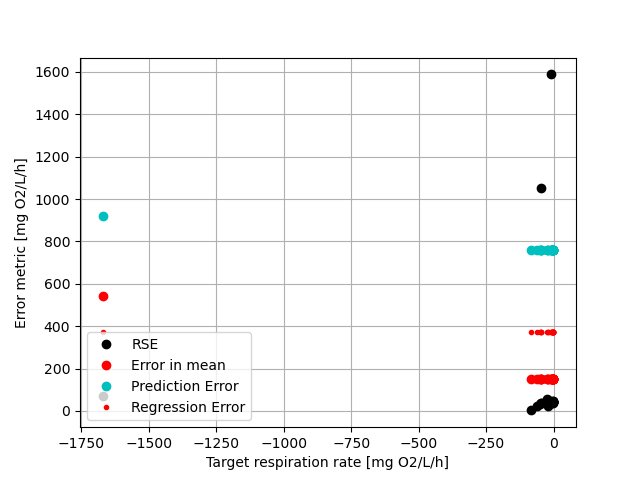 1600
1400
1200
1000
800
600
400
200
0
Error metric [mg O2/L/h]
RSE
Error in mean
Prediction Error
Regression Error
−1750 −1500 −1250 −1000 −750 −500 −250 0
Target respiration rate [mg O2/L/h]